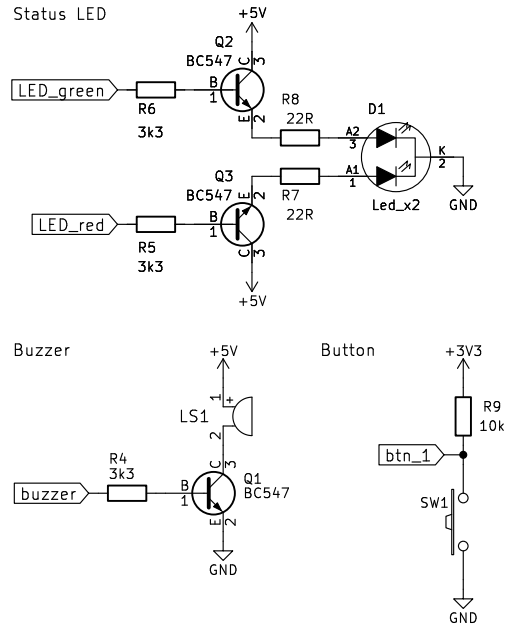 Status LED
+5V
Q2
BC547
C
3
LED_green
B
1
R6
3k3
E
2
R8
22R
D1
A2
3
K
2
A1
1
Q3
BC547
E
2
R7
22R
Led_x2
GND
LED_red
B
1
R5
3k3
C
3
+5V
Buzzer
+5V
1
+
LS1
2
R4
3k3
buzzer
B
1
C
3
Q1
BC547
E
2
GND
Button
+3V3
R9
10k
btn_1
SW1
GND